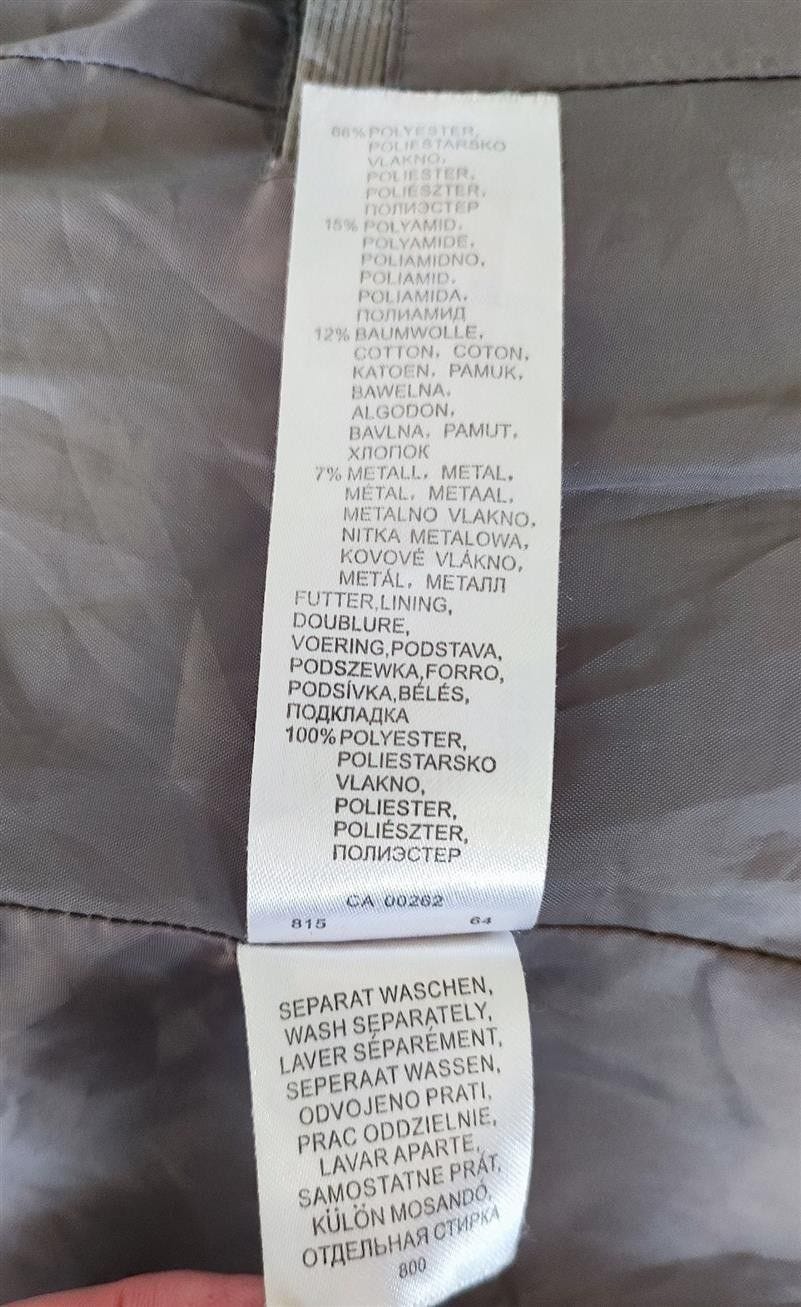 66% POLYESTER,
POLIESTARSKO
VLAKNO,
POLIESTER,
POLIÉSZTER,
ПОЛИЭСТЕР
15% POLYAMID,
POLYAMIDE,
POLIAMIDNO,
POLIAMID,
POLIAMIDA,
ПОЛИАМИД
12% BAUMWOLLE,
COTTON, COTON,
KATOEN, PAMUK,
BAWELNA,
ALGODON,
BAVLNA, PAMUT,
ХЛОПОК
7% METALL, METAL,
MÉTAL, METAAL,
METALNO VLAKNO,
NITKA METALOWA,
KOVOVÉ VLÁKNO,
METÁL, МЕТАЛЛ
FUTTER,LINING,
DOUBLURE,
VOERING,PODSTAVA,
PODSZEWKA,FORRO,
PODSÍVKA,BÉLÉS,
ПОДКЛАДКА
100% POLYESTER,
POLIESTARSKO
VLAKNO,
POLIESTER,
POLIÉSZTER,
ПОЛИЭСТЕР
CA 00262
815 64
SEPARAT WASCHEN,
WASH SEPARATELY,
LAVER SÉPARÉMENT,
SEPERAAT WASSEN,
ODVOJENO PRATI,
PRAC ODDZIELNIE,
LAVAR APARTE,
SAMOSTATNE PRÁT,
KÜLÖN MOSANDÓ,
ОТДЕЛЬНАЯ СТИРКА
800